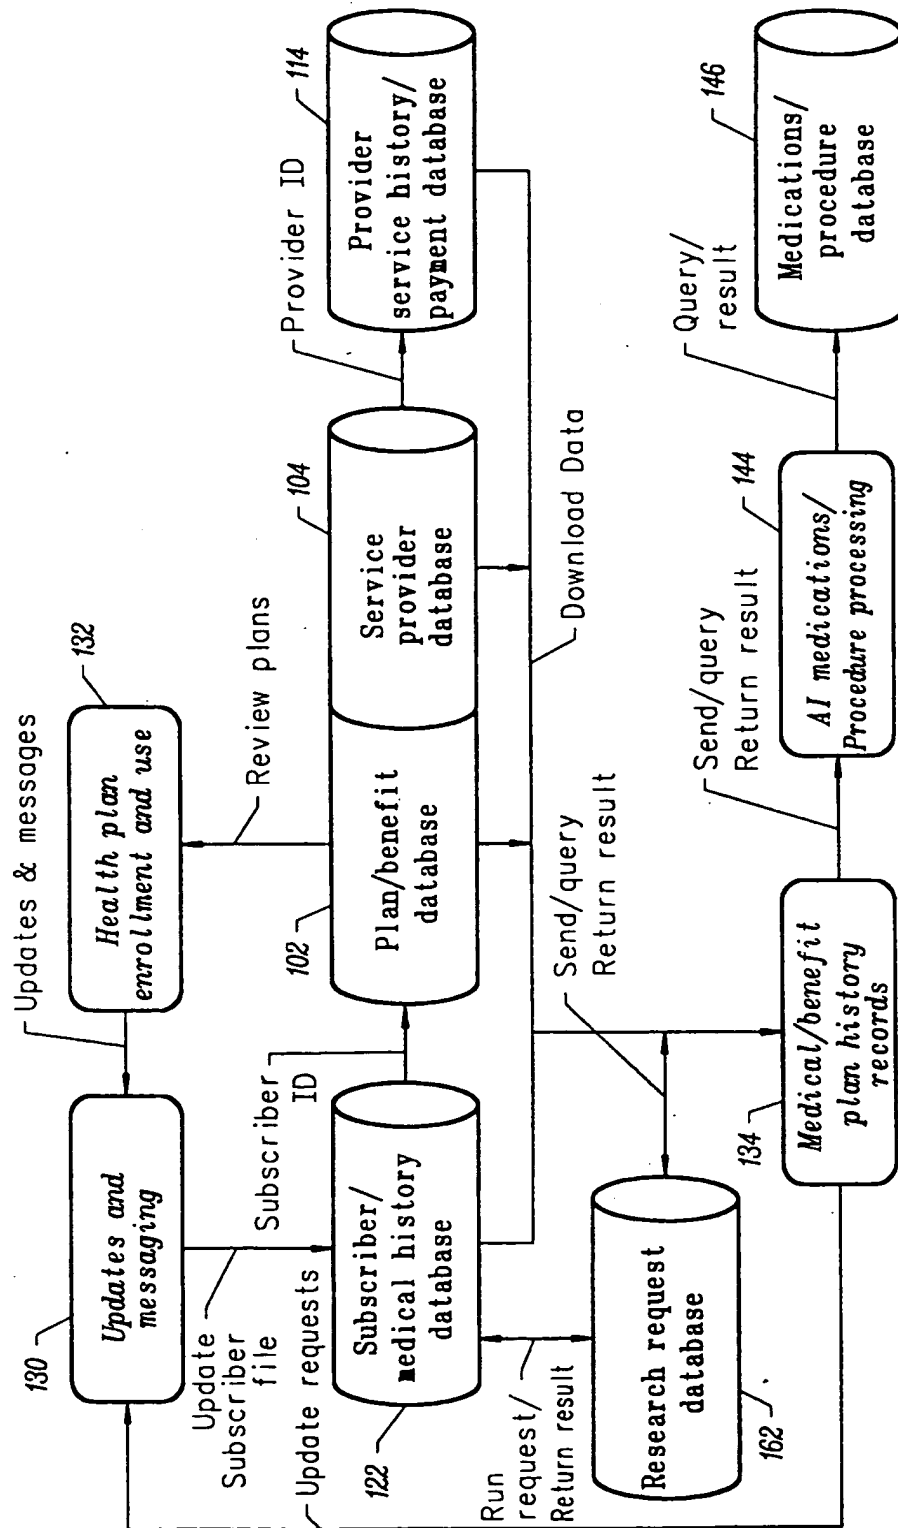 130
Updates and
messaging
Updates & messages
132
Health plan
enrollment and use
Update
Subscriber
file
Update requests
Review plans
122
Subscriber/
medical history
database
Subscriber
ID
102
Plan/benefit
database
104
Service
provider
database
Provider ID
114
Provider
service history/
payment database
Run
request/
Return result
Download Data
162
Research request
database
Send/query
Return result
134
Medical/benefit
plan history
records
Send/query
Return result
144
AI medications/
Procedure processing
Query/
result
146
Medications/
procedure
database